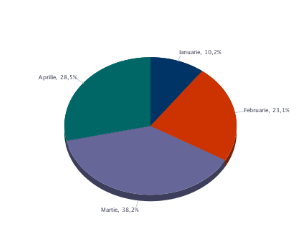 Ianuarie, 10,2%
Februarie, 23,1%
Martie, 38,2%
Aprilie, 28,5%